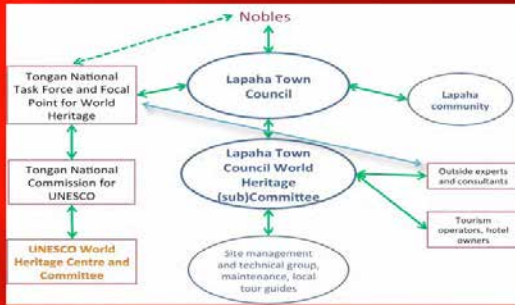 Nobles
Tongan National
Task Force and Focal
Point for World
Heritage
Lapaha Town
Council
Lapaha
community
Tongan National
Commission for
UNESCO
Lapaha Town
Council World
Heritage
(sub)Committee
Outside experts
and consultants
Tourism
operators, hotel
owners
UNESCO World
Heritage Centre and
Committee
Site management
and technical group,
maintenance, local
tour guides